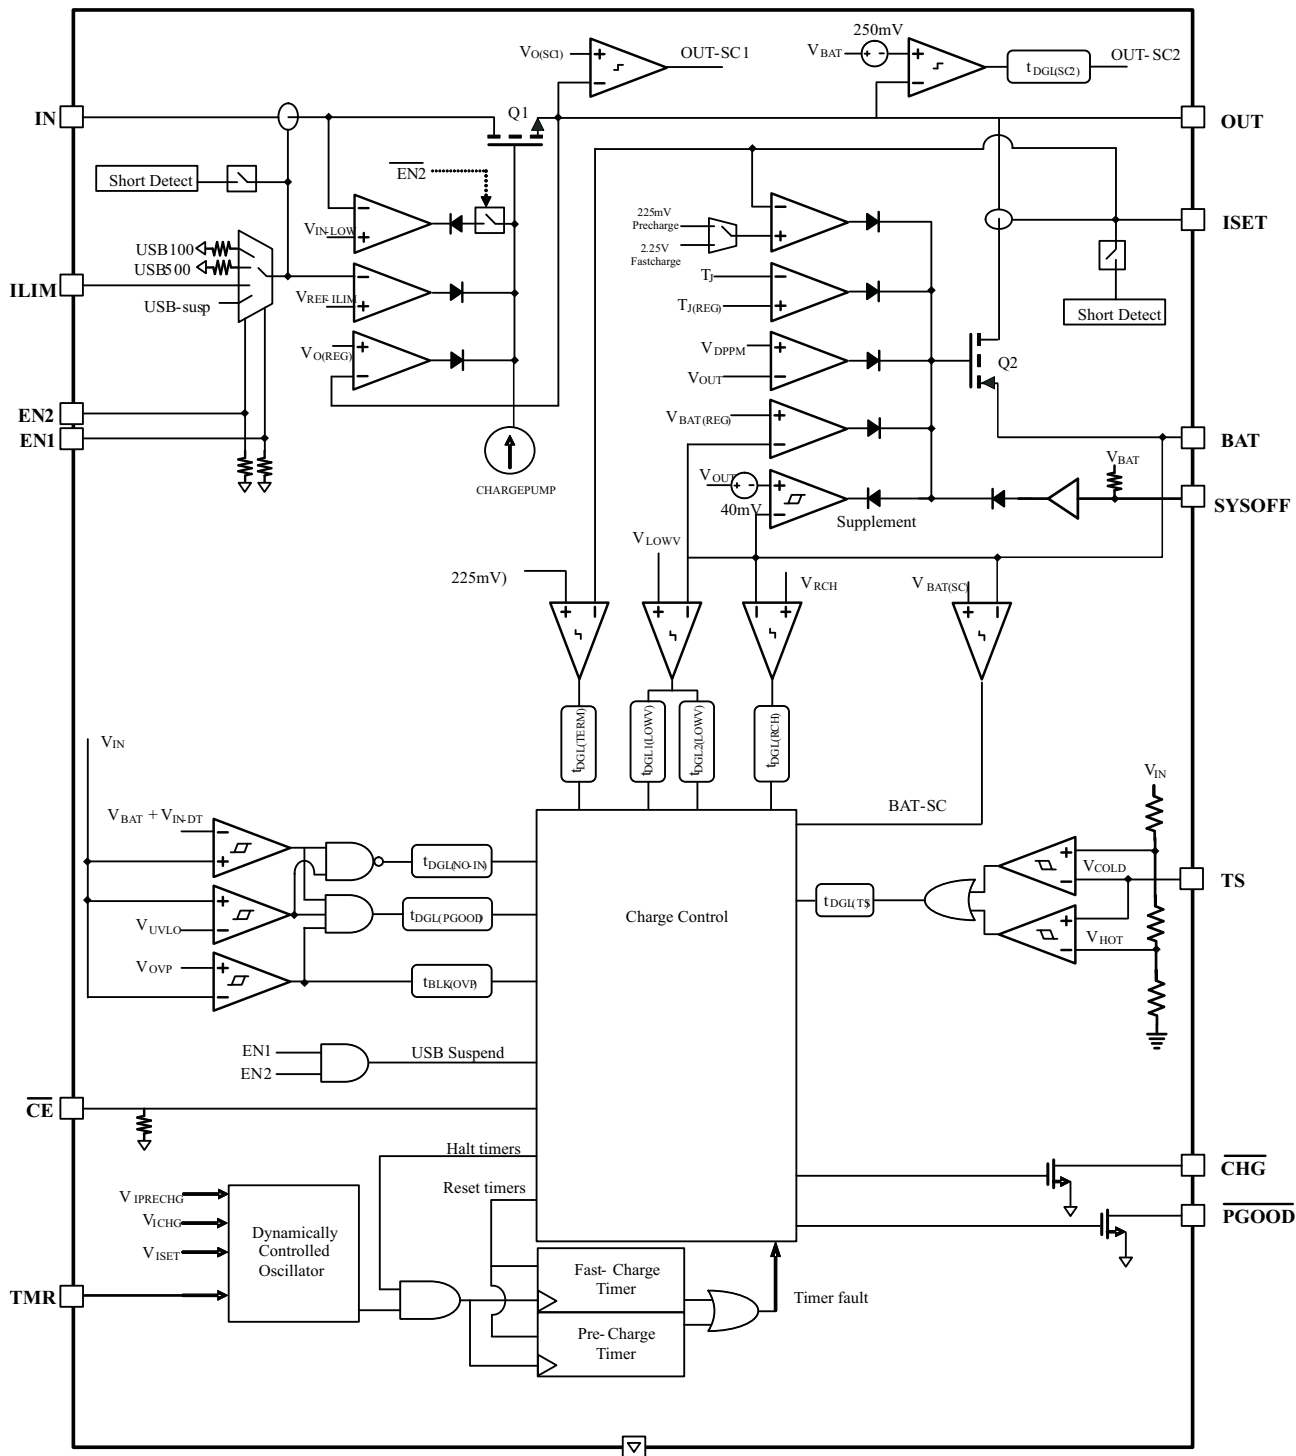 250mV
VO(SC1)
OUT-SC1
VBAT
tDGL(SC2)
OUT-SC2
IN
Q1
OUT
Short Detect
EN2
VIN-LOW
225mV
Precharge
2.25V
Fastcharge
ISET
USB100
USB500
ILIM
USB-susp
VREF-ILIM
TJ
TJ(REG)
Short Detect
VO(REG)
VDPPM
VOUT
Q2
EN2
EN1
VBAT(REG)
BAT
CHARGEPUMP
VOUT
40mV
Supplement
VBAT
SYSOFF
VLOWV
225mV)
VRCH
VBAT(SC)
tDGL(TERM)
tDGL1(LOWV)
tDGL2(LOWV)
tDGL(RCH)
VIN
BAT-SC
VIN
VBAT + VIN-DT
tDGL(NO-IN)
VCOLD
TS
tDGL(PGOOD)
Charge Control
tDGL(TS)
VUVLO
VHOT
VOVP
tBLK(OVP)
EN1
EN2
USB Suspend
CE
Halt timers
Reset timers
CHG
PGOOD
VIPRECHG
VICHG
VISET
TMR
Dynamically
Controlled
Oscillator
Fast- Charge
Timer
Pre- Charge
Timer
Timer fault